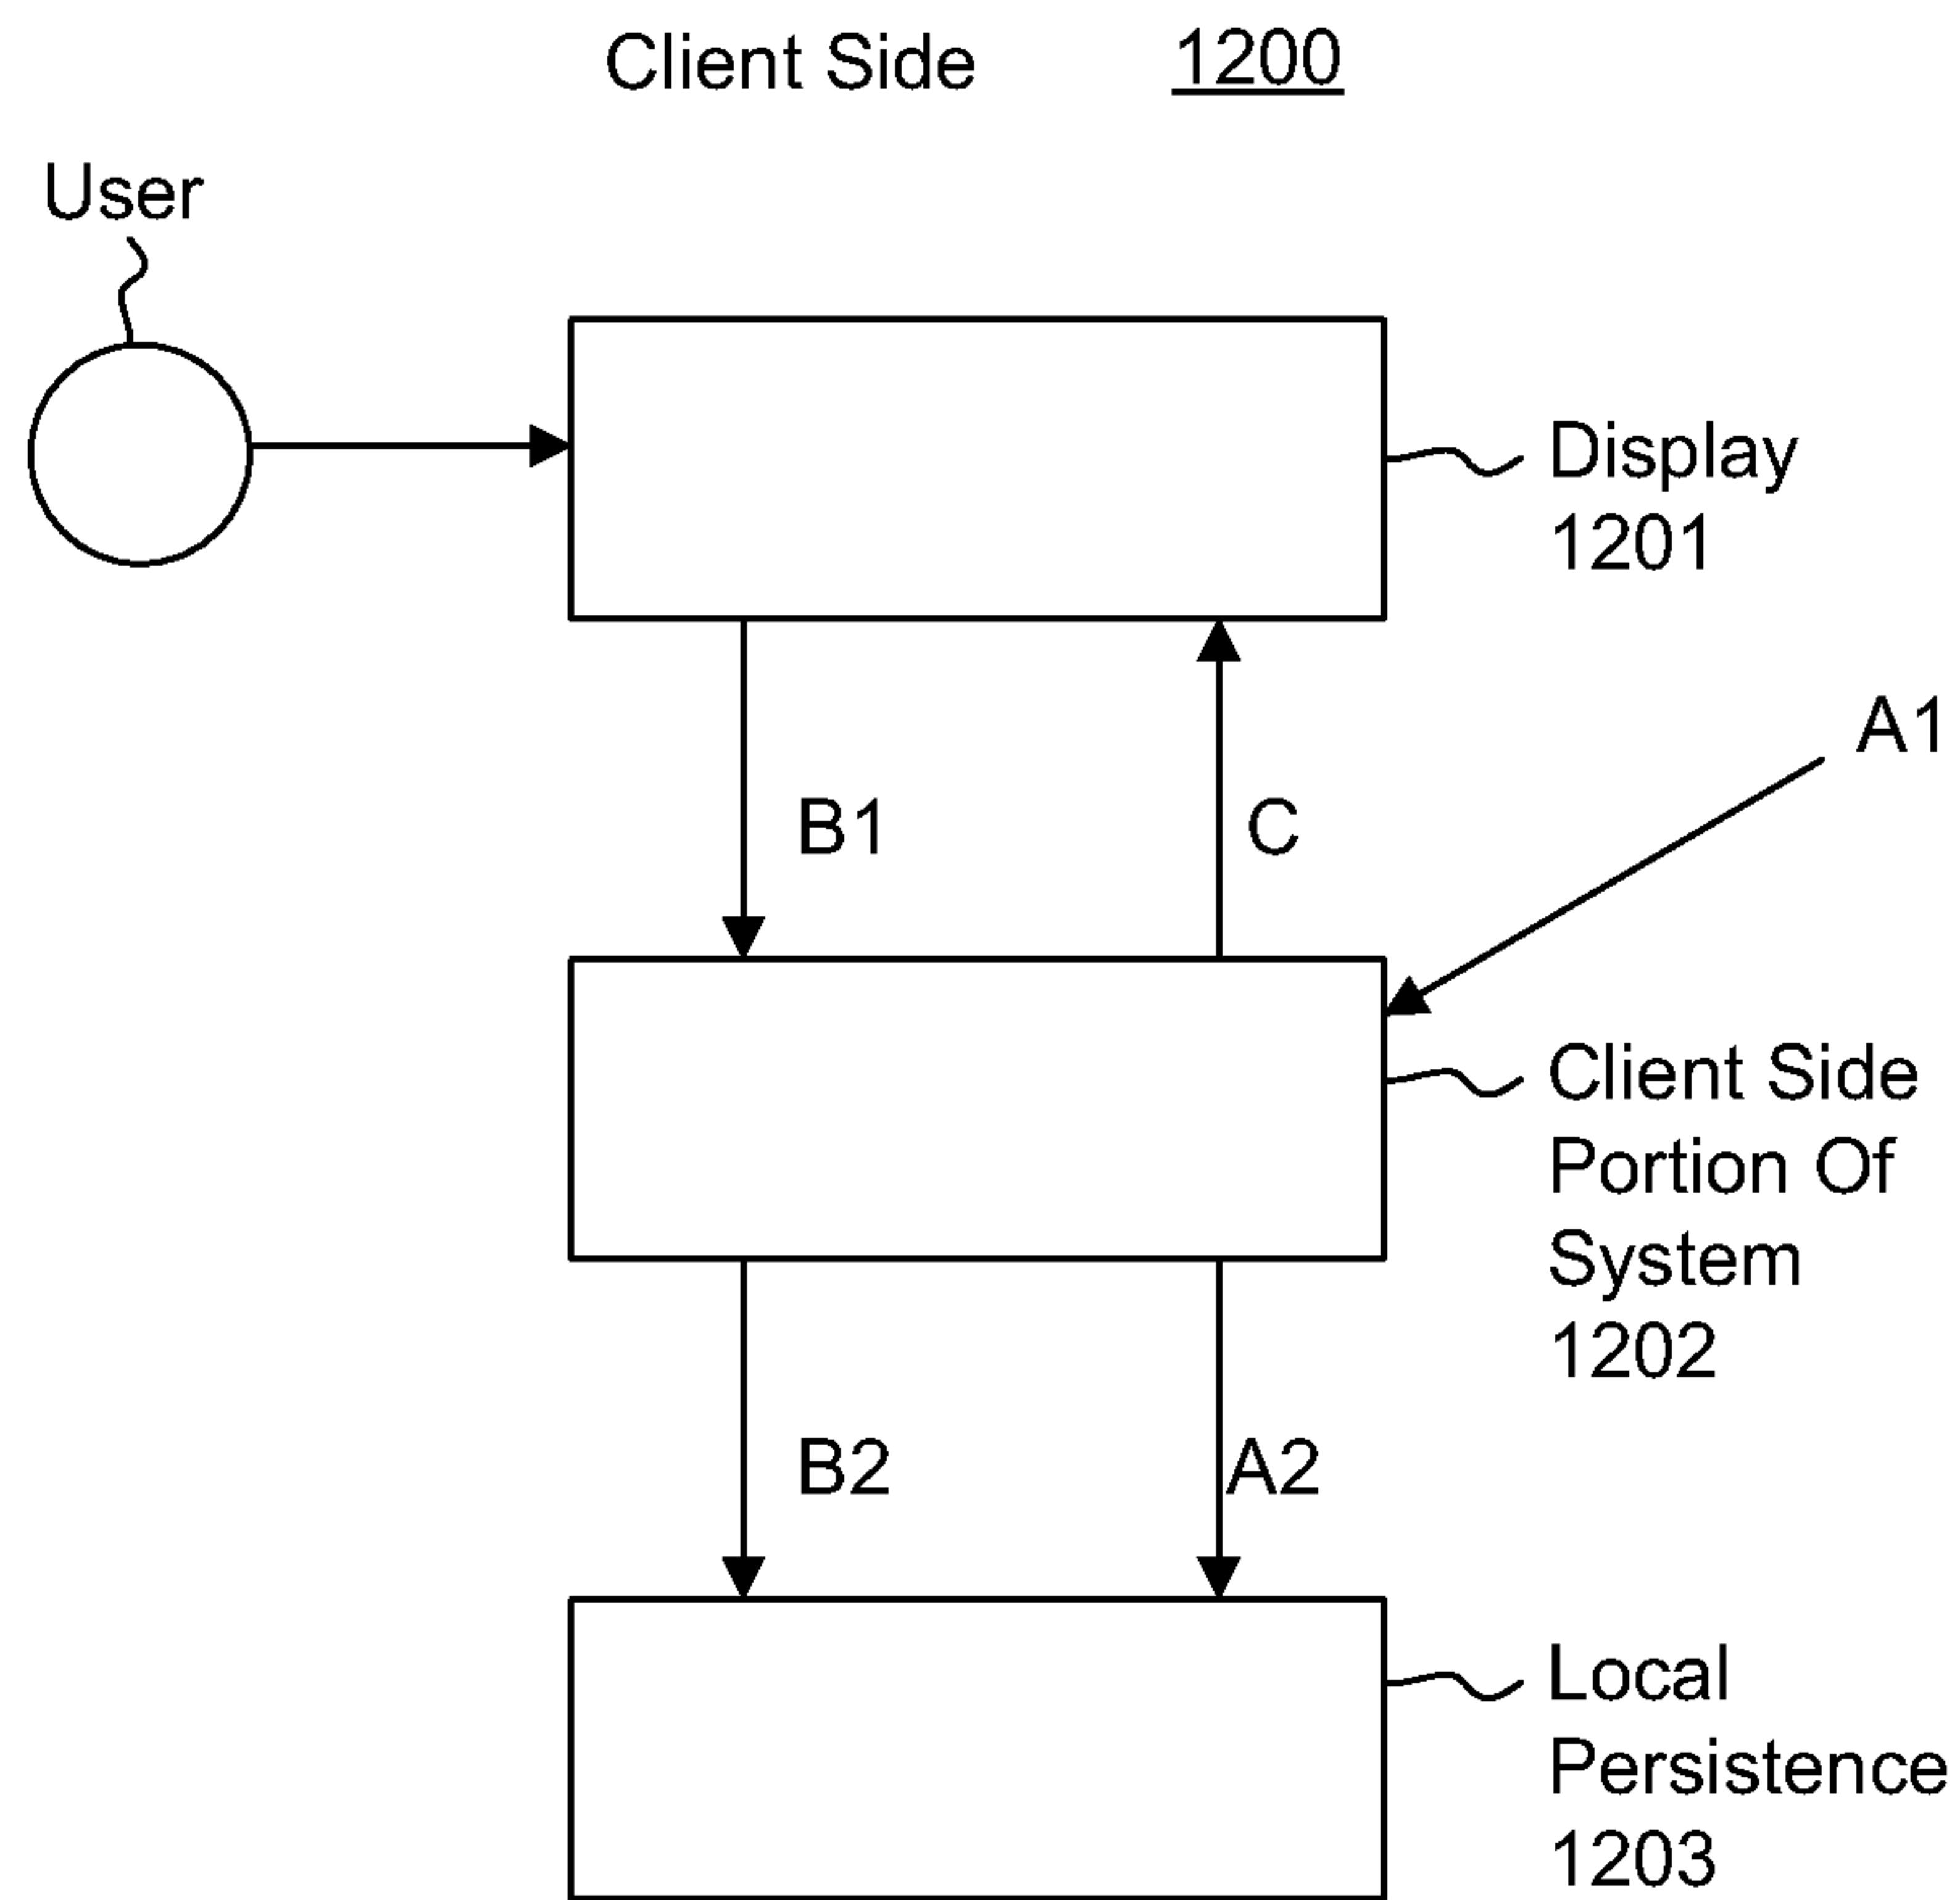 Client Side 1200
User
Display
1201
A1
B1
C
Client Side
Portion Of
System
1202
B2
A2
Local
Persistence
1203